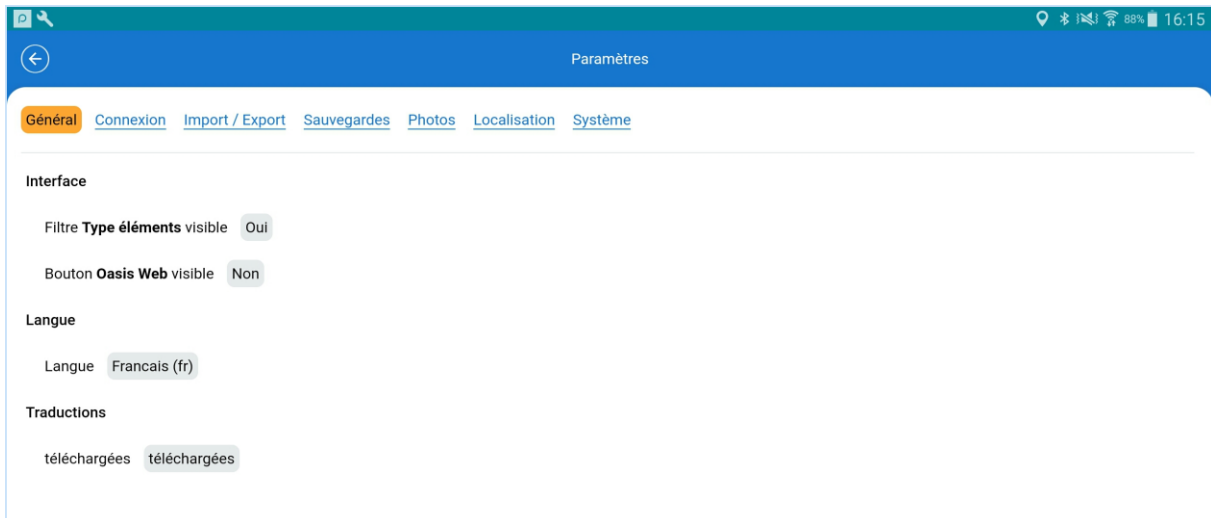 88% 16:15
Paramètres
Général Connexion Import / Export Sauvegardes Photos Localisation Système
Interface
Filtre Type éléments visible Oui
Bouton Oasis Web visible Non
Langue
Langue Francais (fr)
Traductions
téléchargées téléchargées